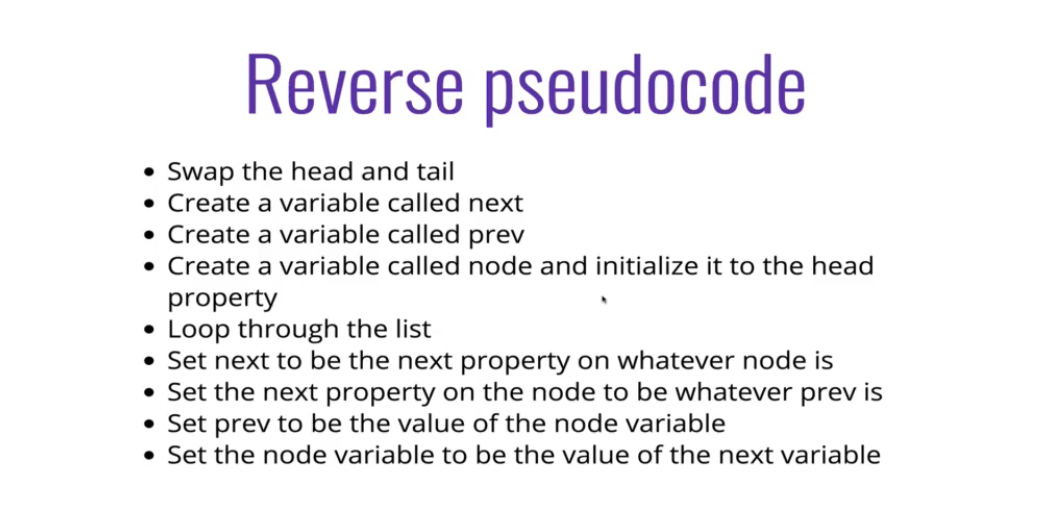 Reverse pseudocode
• Swap the head and tail
• Create a variable called next
• Create a variable called prev
• Create a variable called node and initialize it to the head
property
• Loop through the list
• Set next to be the next property on whatever node is
• Set the next property on the node to be whatever prev is
• Set prev to be the value of the node variable
• Set the node variable to be the value of the next variable